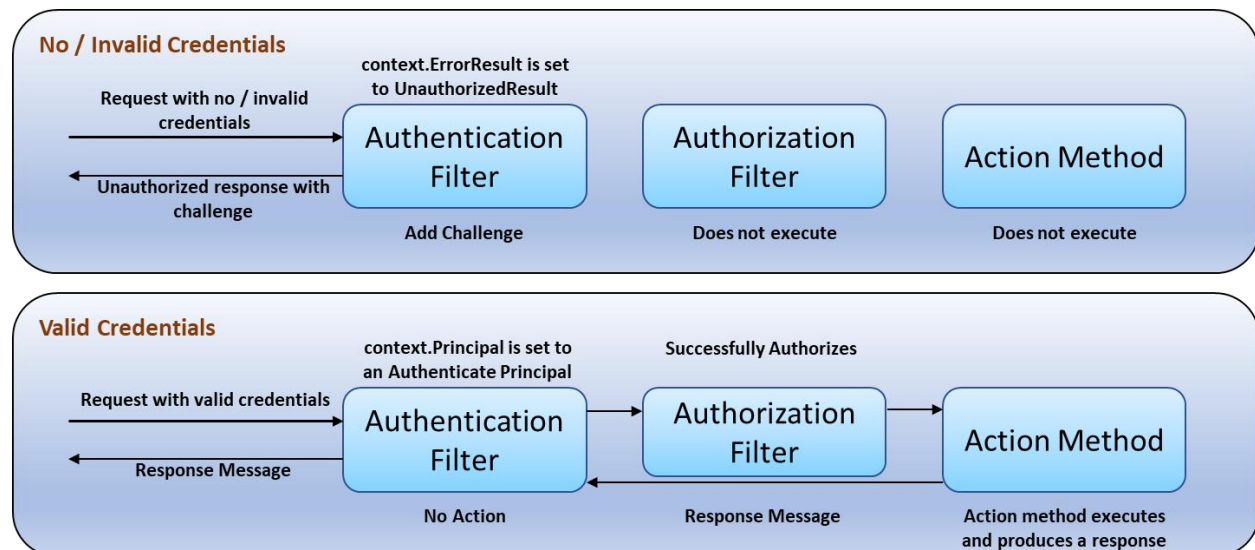 No / Invalid Credentials
context.ErrorResult is set
to UnauthorizedResult
Request with no / invalid
credentials
Unauthorized response with
challenge
Authentication
Filter
Add Challenge
Authorization
Filter
Does not execute
Action Method
Does not execute
Valid Credentials
context.Principal is set to
an Authenticate Principal
Successfully Authorizes
Request with valid credentials
Response Message
Authentication
Filter
No Action
Authorization
Filter
Response Message
Action Method
Action method executes
and produces a response